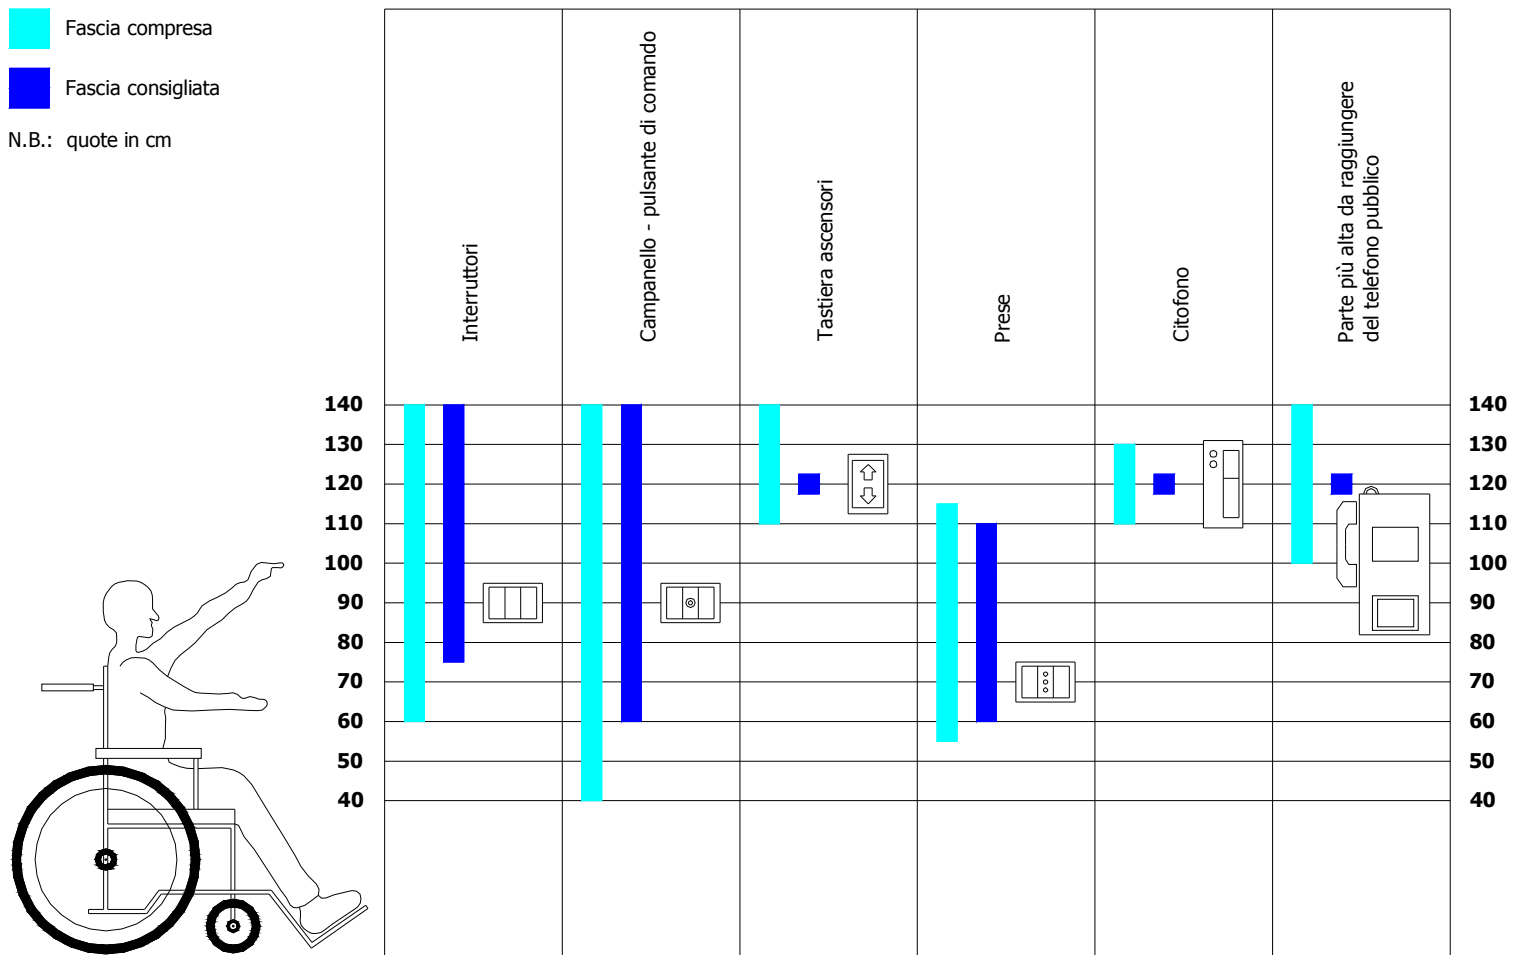 Fascia compresa
Fascia consigliata
N.B.: quote in cm
Interruttori
Campanello - pulsante di comando
Tastiera ascensori
Prese
Citofono
Parte più alta da raggiungere
del telefono pubblico
140 140
130 130
120 120
110 110
100 100
90 90
80 80
70 70
60 60
50 50
40 40